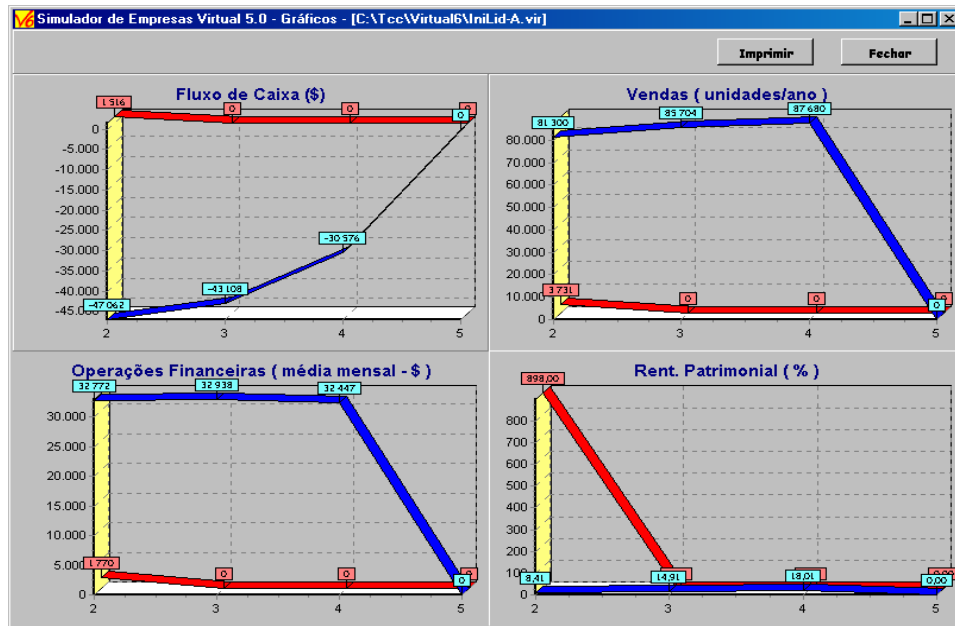 V6 Simulador de Empresas Virtual 5.0 - Gráficos - [C:\Tcc\Virtual6\IniLid-A.vir]
Imprimir Fechar
Fluxo de Caixa ($)
1 516 0 0 0
0
0
-5.000
-10.000
-15.000
-20.000
-25.000
-30.000
-30 576
-35.000
-43 108
-40.000
-47 062
-45.000
2 3 4 5
Vendas ( unidades/ano )
81 300 85 704 87 680
80.000
70.000
60.000
50.000
40.000
30.000
20.000
3 731 0 0 0
10.000
0
0
2 3 4 5
Operações Financeiras ( média mensal - $ )
32 772 32 938 32 447
30.000
25.000
20.000
15.000
10.000
1 770 0 0 0
5.000
0
0
2 3 4 5
Rent. Patrimonial ( % )
898,00
800
700
600
500
400
300
200
100
8,41 14,91 18,01 0,00
0,00
0
2 3 4 5